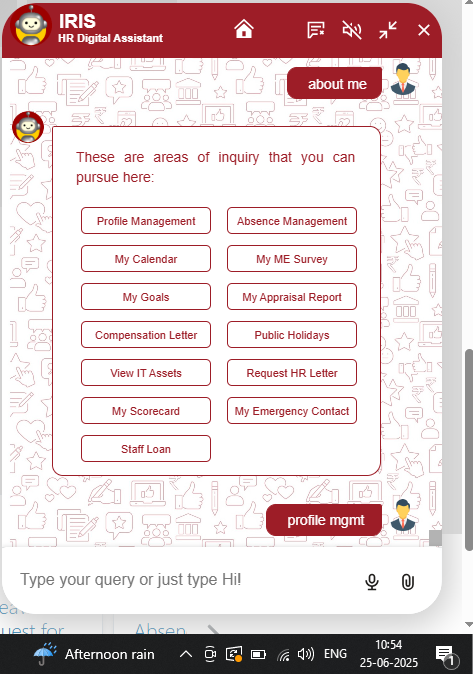 IRIS
HR Digital Assistant
about me
These are areas of inquiry that you can
pursue here:
Profile Management
Absence Management
My Calendar
My ME Survey
My Goals
My Appraisal Report
Compensation Letter
Public Holidays
View IT Assets
Request HR Letter
My Scorecard
My Emergency Contact
Staff Loan
profile mgmt
Type your query or just type Hi!
Absen
Afternoon rain
ENG
10:54
25-06-2025
1